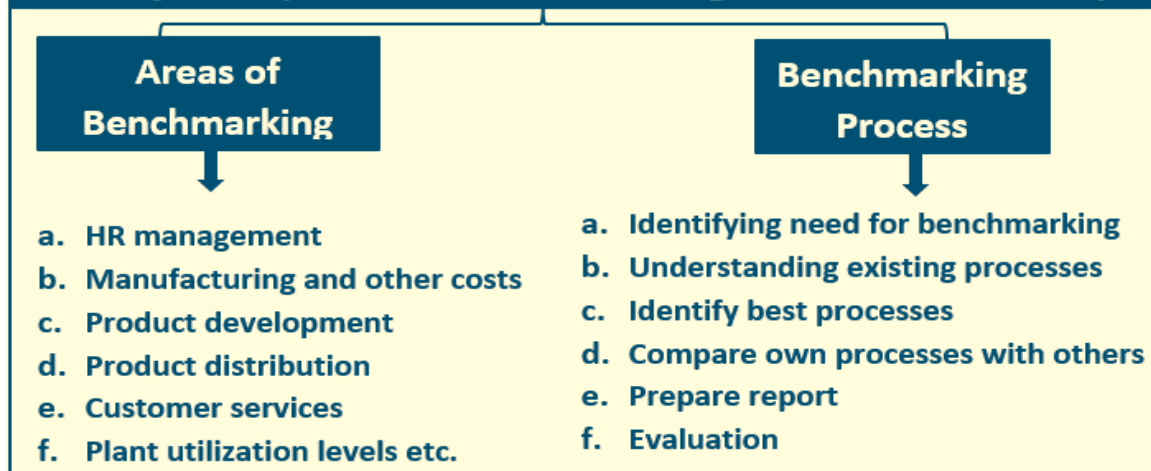 Areas of
Benchmarking
a. HR management
b. Manufacturing and other costs
c. Product development
d. Product distribution
e. Customer services
f. Plant utilization levels etc.
Benchmarking
Process
a. Identifying need for benchmarking
b. Understanding existing processes
c. Identify best processes
d. Compare own processes with others
e. Prepare report
f. Evaluation